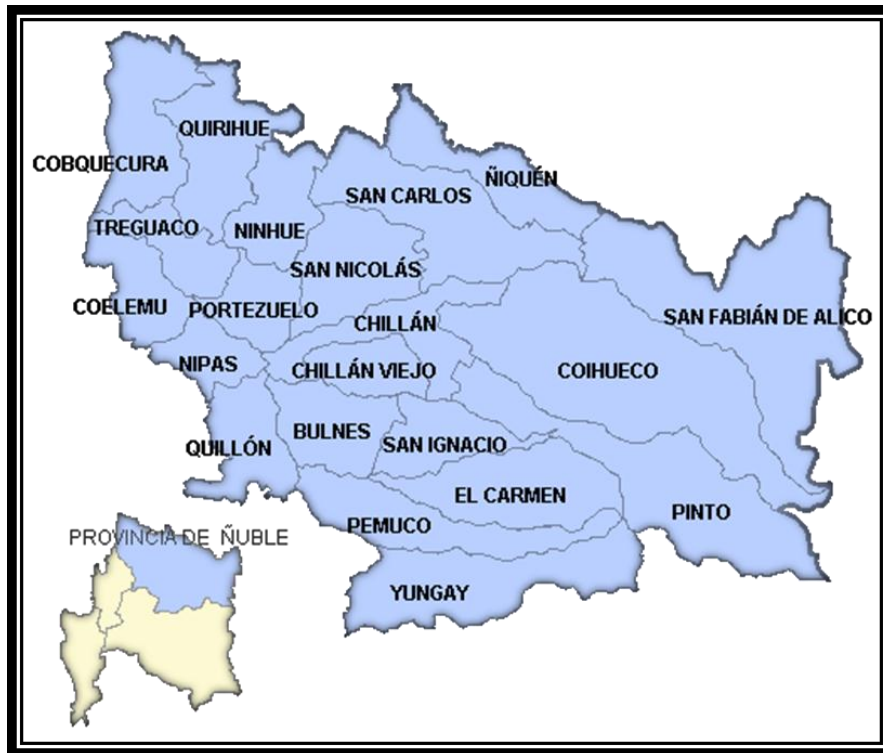 QUIRIHUE
COBQUECURA
ÑIQUÉN
SAN CARLOS
TREGUACO
NINHUE
SAN NICOLÁS
COELEMU
PORTEZUELO
SAN FABIÁN DE ALICO
CHILLÁN
NIPAS
CHILLÁN VIEJO
COIHUECO
BULNES
QUILLÓN
SAN IGNACIO
EL CARMEN
PINTO
PEMUCO
PROVINCIA DE ÑUBLE
YUNGAY